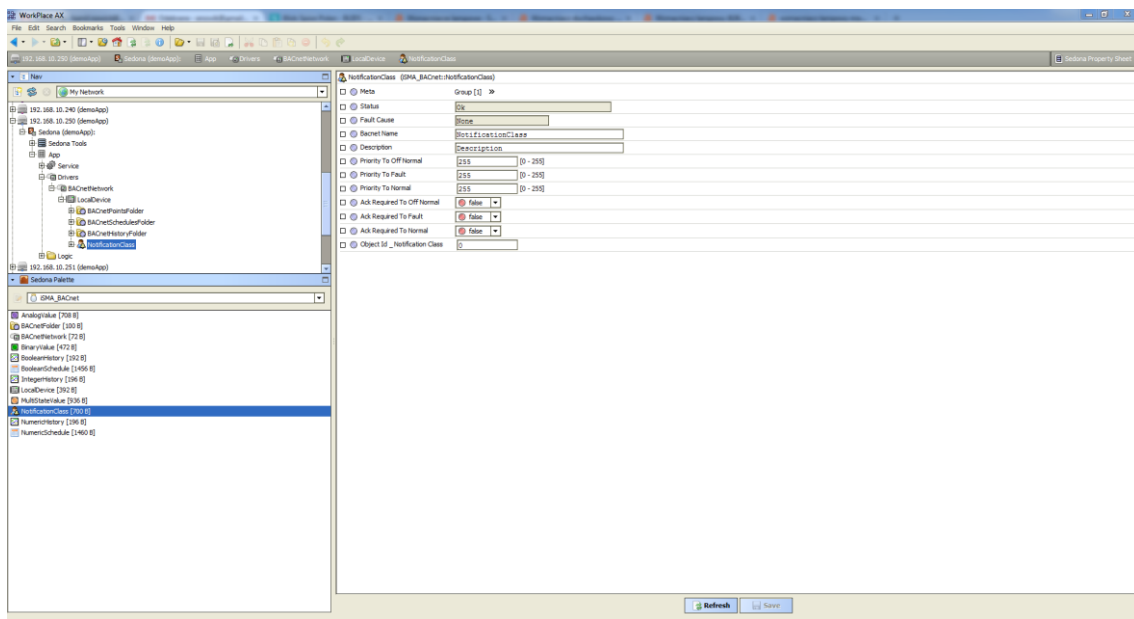 WorkPlace AX
File Edit Search Bookmarks Tools Window Help
192.168.10.250 (demoApp) Sedona (demoApp): App Drivers BACnetNetwork LocalDevice NotificationClass Sedona Property Sheet
Nav
My Network
192.168.10.240 (demoApp)
192.168.10.250 (demoApp)
Sedona (demoApp):
Sedona Tools
App
Service
Drivers
BACnetNetwork
LocalDevice
BACnetPointsFolder
BACnetSchedulesFolder
BACnetHistoryFolder
NotificationClass
Logic
192.168.10.251 (demoApp)
Sedona Palette
iSMA_BACnet
AnalogValue [708 B]
BACnetFolder [100 B]
BACnetNetwork [72 B]
BinaryValue [472 B]
BooleanHistory [192 B]
BooleanSchedule [1456 B]
IntegerHistory [196 B]
LocalDevice [392 B]
MultiStateValue [936 B]
NotificationClass [700 B]
NumericHistory [196 B]
NumericSchedule [1460 B]
NotificationClass (iSMA_BACnet::NotificationClass)
Meta Group [1] »
Status Ok
Fault Cause None
Bacnet Name NotificationClass
Description Description
Priority To Off Normal 255 [0 - 255]
Priority To Fault 255 [0 - 255]
Priority To Normal 255 [0 - 255]
Ack Required To Off Normal false
Ack Required To Fault false
Ack Required To Normal false
Object Id _ Notification Class 0
Refresh Save